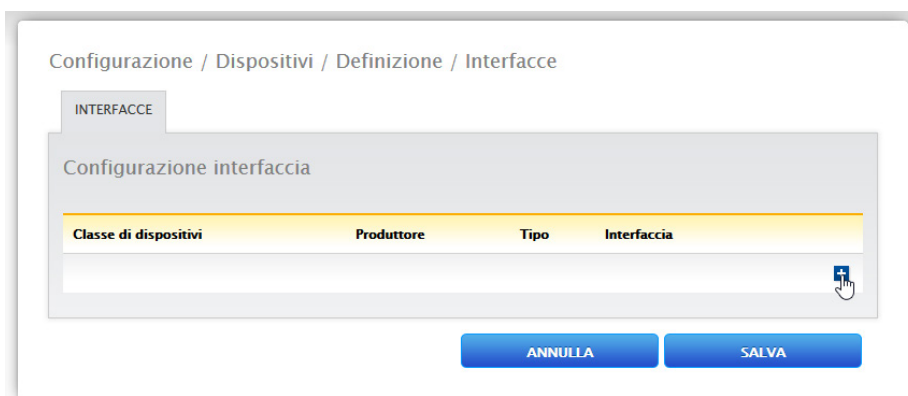 Configurazione / Dispositivi / Definizione / Interfacce
INTERFACCE
Configurazione interfaccia
Classe di dispositivi Produttore Tipo Interfaccia
ANNULLA SALVA